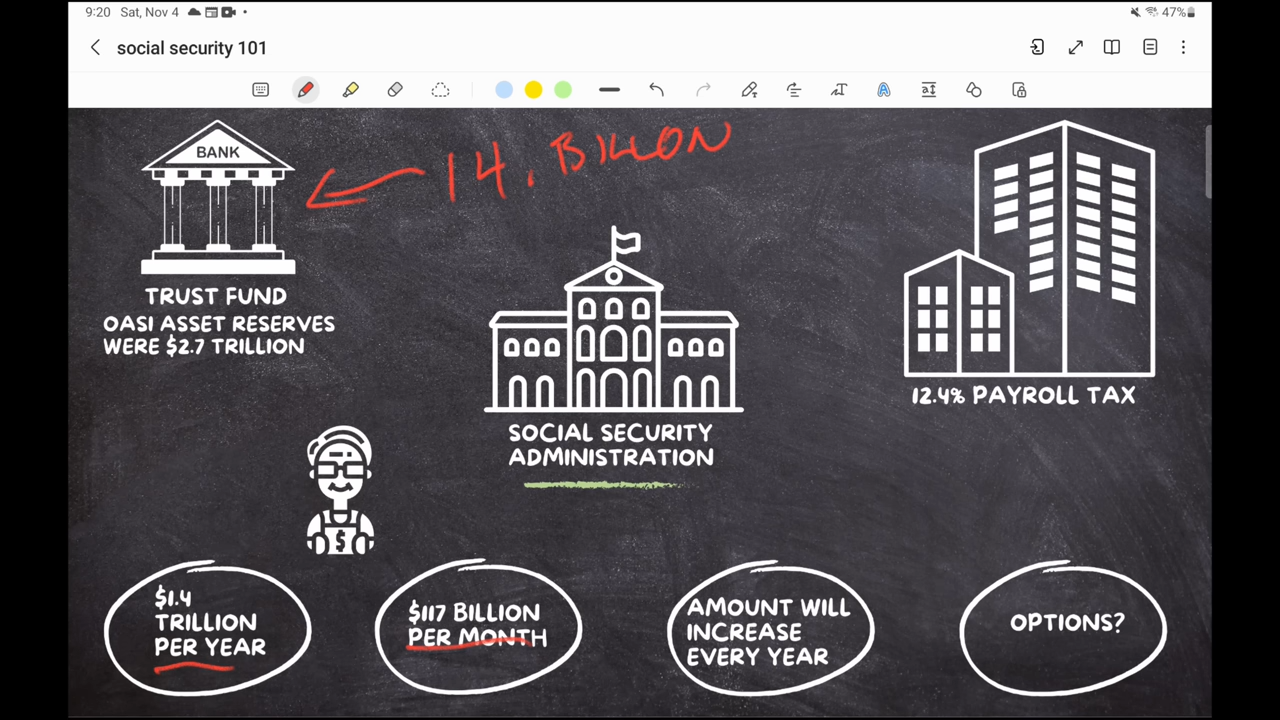 9:20 Sat, Nov 4
47%
social security 101
BANK
14. BILLON
TRUST FUND
OASI ASSET RESERVES
WERE $2.7 TRILLION
SOCIAL SECURITY
ADMINISTRATION
12.4% PAYROLL TAX
$
$1.4
TRILLION
PER YEAR
$117 BILLION
PER MONTH
AMOUNT WILL
INCREASE
EVERY YEAR
OPTIONS?